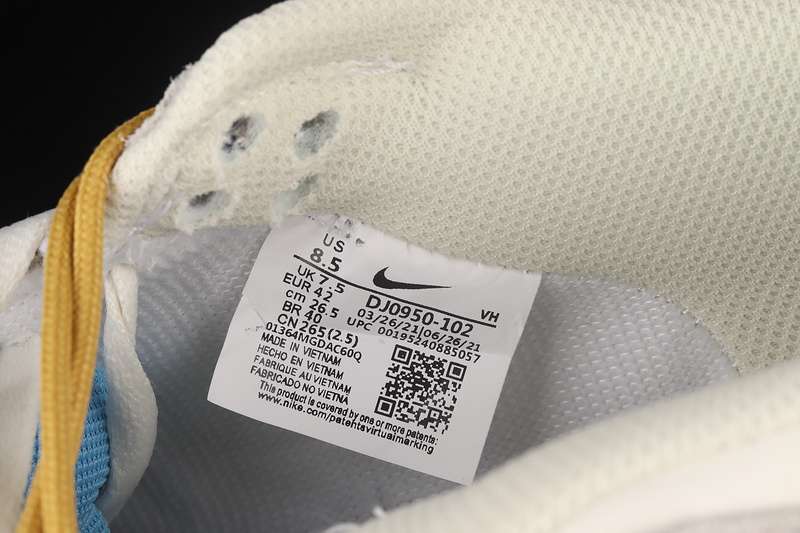 US
8.5
UK 7.5
EUR 42
cm 26.5
BR 40
CN 265(2.5)
DJ0950-102 VH
03/26/21|06/26/21
UPC 00195240885057
01364MGDAC60Q
MADE IN VIETNAM
HECHO EN VIETNAM
FABRIQUE AU VIETNAM
FABRICADO NO VIETNA
This product is covered by one or more patents:
www.nike.com/patentsvirtualmarking